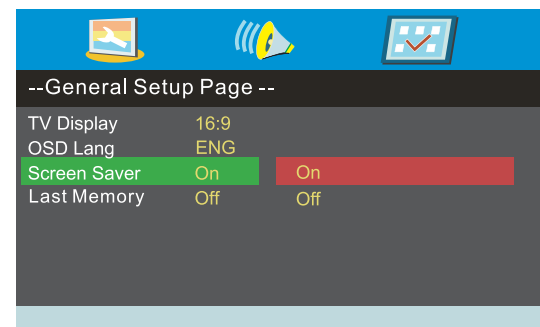 --General Setup Page --
TV Display 16:9
OSD Lang ENG
Screen Saver On On
Last Memory Off Off